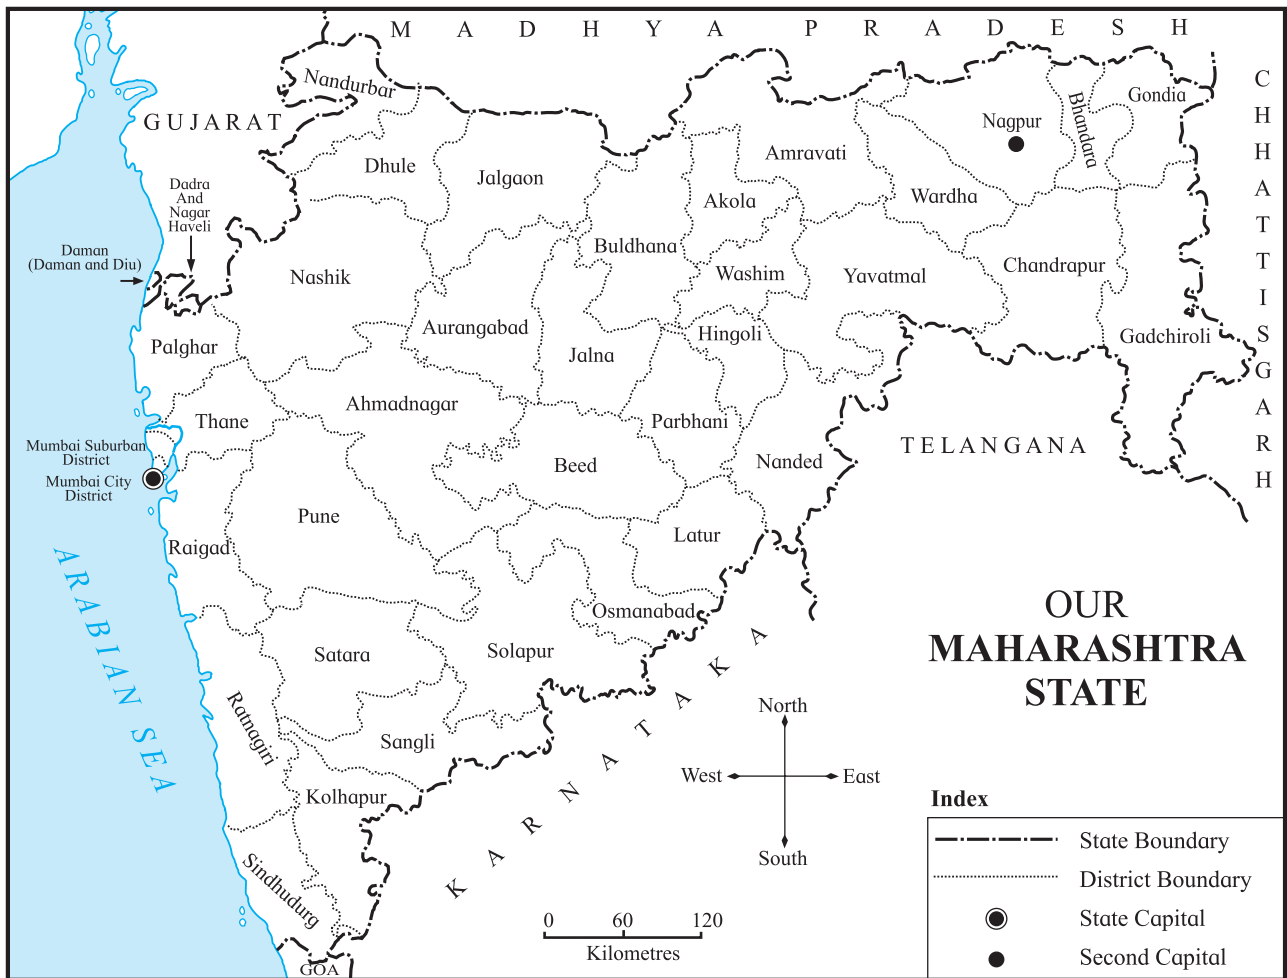 M A D H Y A P R A D E S H
CHHATTISGARH
GUJARAT
Nandurbar
Dhule
Jalgaon
Amravati
Nagpur
Bhandara
Gondia
Dadra
And
Nagar
Haveli
Akola
Wardha
Daman
(Daman and Diu)
Nashik
Buldhana
Washim
Yavatmal
Chandrapur
Palghar
Aurangabad
Jalna
Hingoli
Gadchiroli
Thane
Ahmadnagar
Parbhani
Mumbai Suburban
District
Mumbai City
District
Beed
Nanded
TELANGANA
Pune
Raigad
Latur
ARABIAN SEA
Osmanabad
Satara
Solapur
KARNATAKA
Ratnagiri
Sangli
Kolhapur
Sindhudurg
GOA
OUR
MAHARASHTRA
STATE
North
West
East
South
0 60 120
Kilometres
Index
State Boundary
District Boundary
State Capital
Second Capital